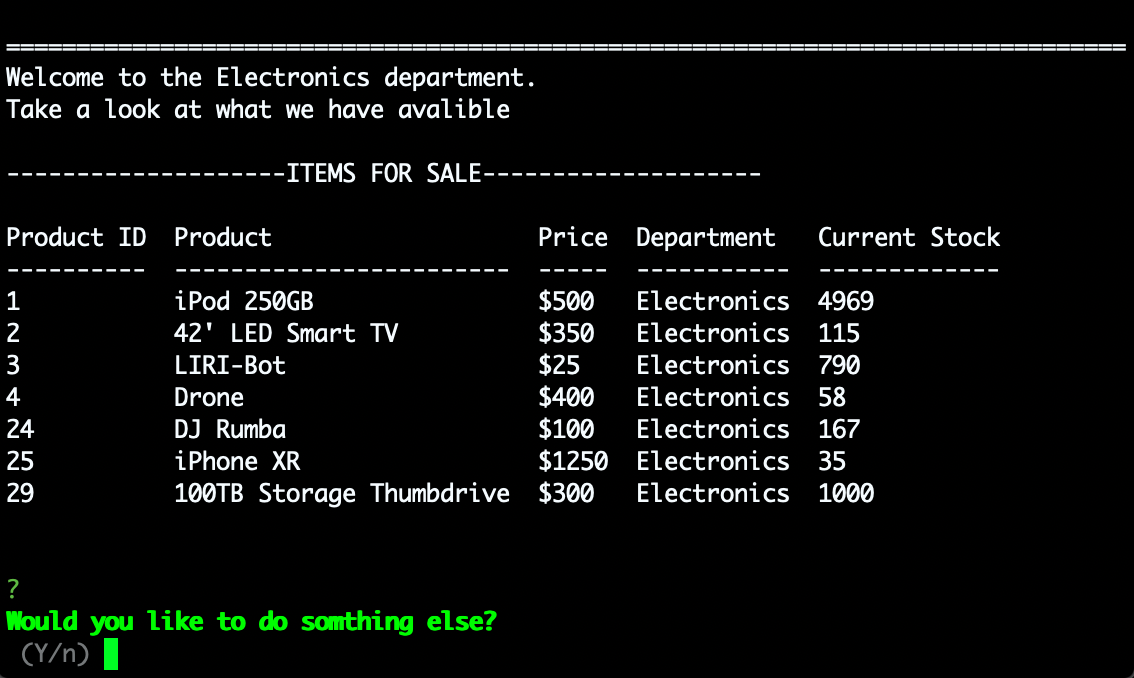 ================================================================================
Welcome to the Electronics department.
Take a look at what we have avalible
--------------------ITEMS FOR SALE--------------------
Product ID  Product                   Price  Department   Current Stock
----------  ------------------------  -----  -----------  -------------
1           iPod 250GB                $500   Electronics  4969
2           42' LED Smart TV          $350   Electronics  115
3           LIRI-Bot                  $25    Electronics  790
4           Drone                     $400   Electronics  58
24          DJ Rumba                  $100   Electronics  167
25          iPhone XR                 $1250  Electronics  35
29          100TB Storage Thumbdrive  $300   Electronics  1000
?
Would you like to do somthing else?
(Y/n)